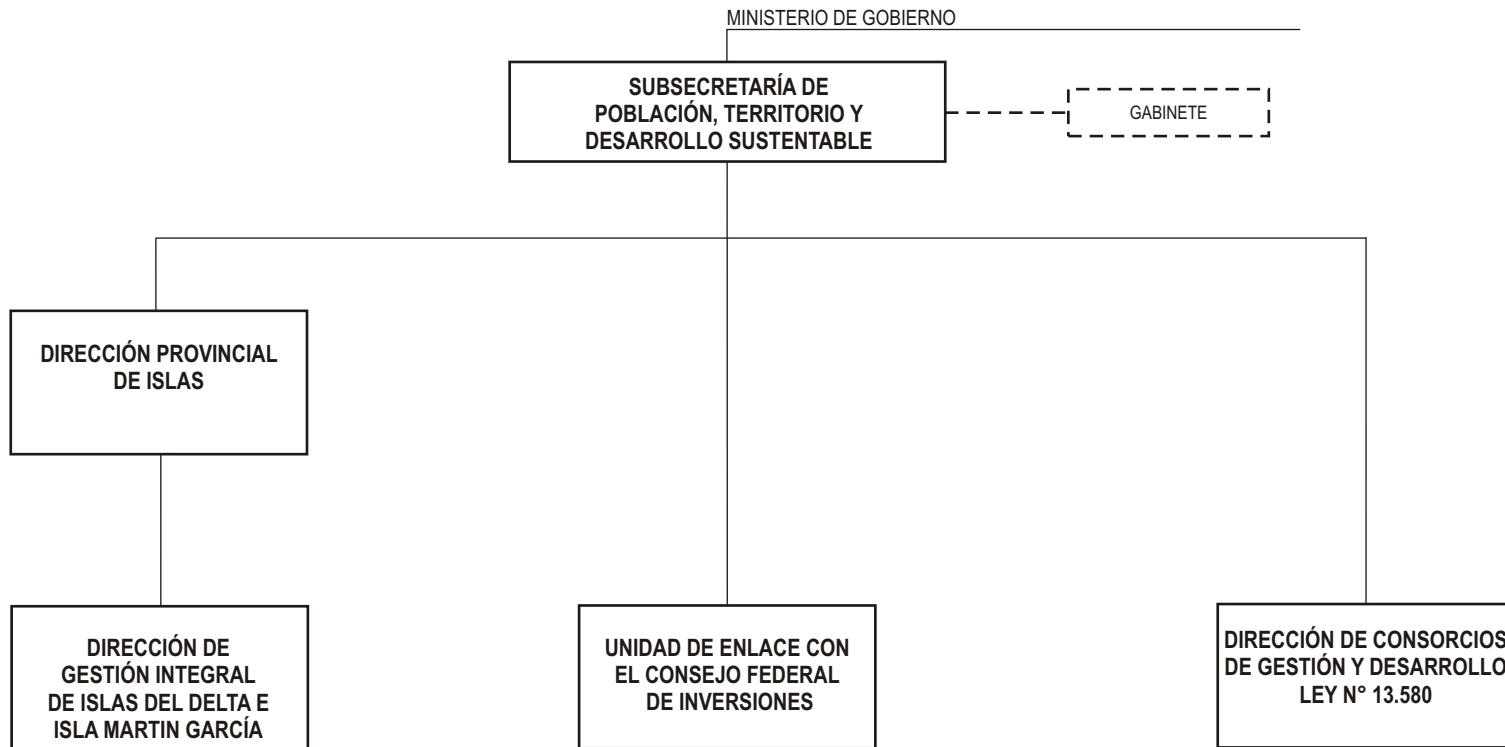 MINISTERIO DE GOBIERNO
SUBSECRETARÍA DE
POBLACIÓN, TERRITORIO Y
DESARROLLO SUSTENTABLE
GABINETE
DIRECCIÓN PROVINCIAL
DE ISLAS
DIRECCIÓN DE
GESTIÓN INTEGRAL
DE ISLAS DEL DELTA E
ISLA MARTIN GARCÍA
UNIDAD DE ENLACE CON
EL CONSEJO FEDERAL
DE INVERSIONES
DIRECCIÓN DE CONSORCIOS
DE GESTIÓN Y DESARROLLO
LEY N° 13.580